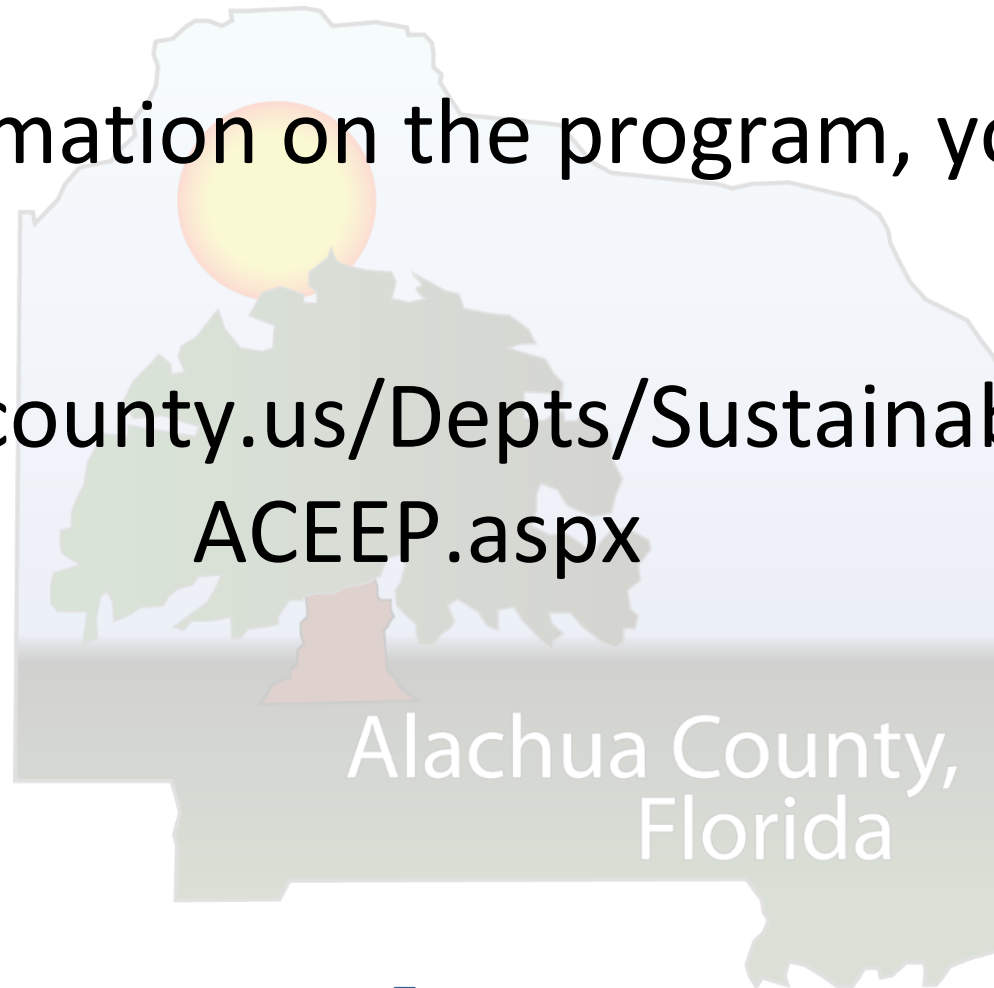 mation on the program, yo
county.us/Depts/Sustainab
ACEEP.aspx
Alachua County,
Florida